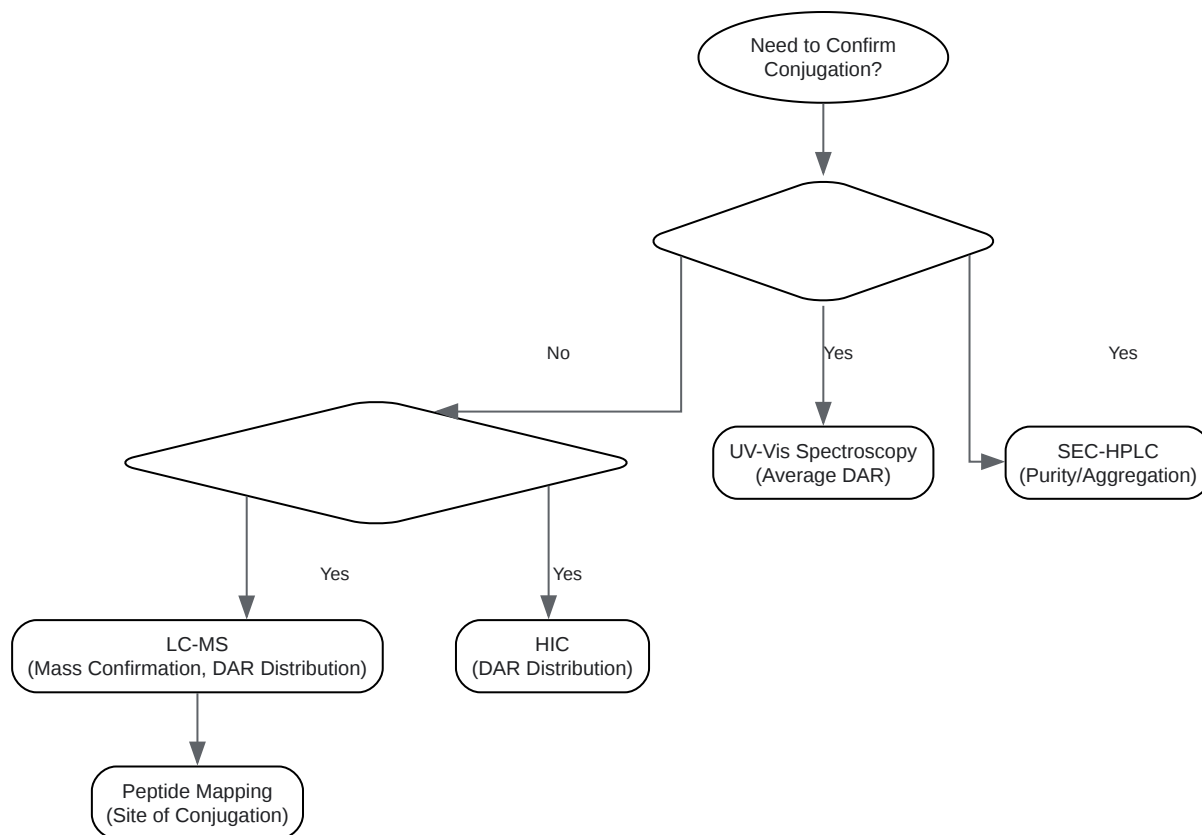 Need to Confirm
Conjugation?
No
Yes
Yes
UV-Vis Spectroscopy
(Average DAR)
SEC-HPLC
(Purity/Aggregation)
Yes
Yes
LC-MS
(Mass Confirmation, DAR Distribution)
HIC
(DAR Distribution)
Peptide Mapping
(Site of Conjugation)